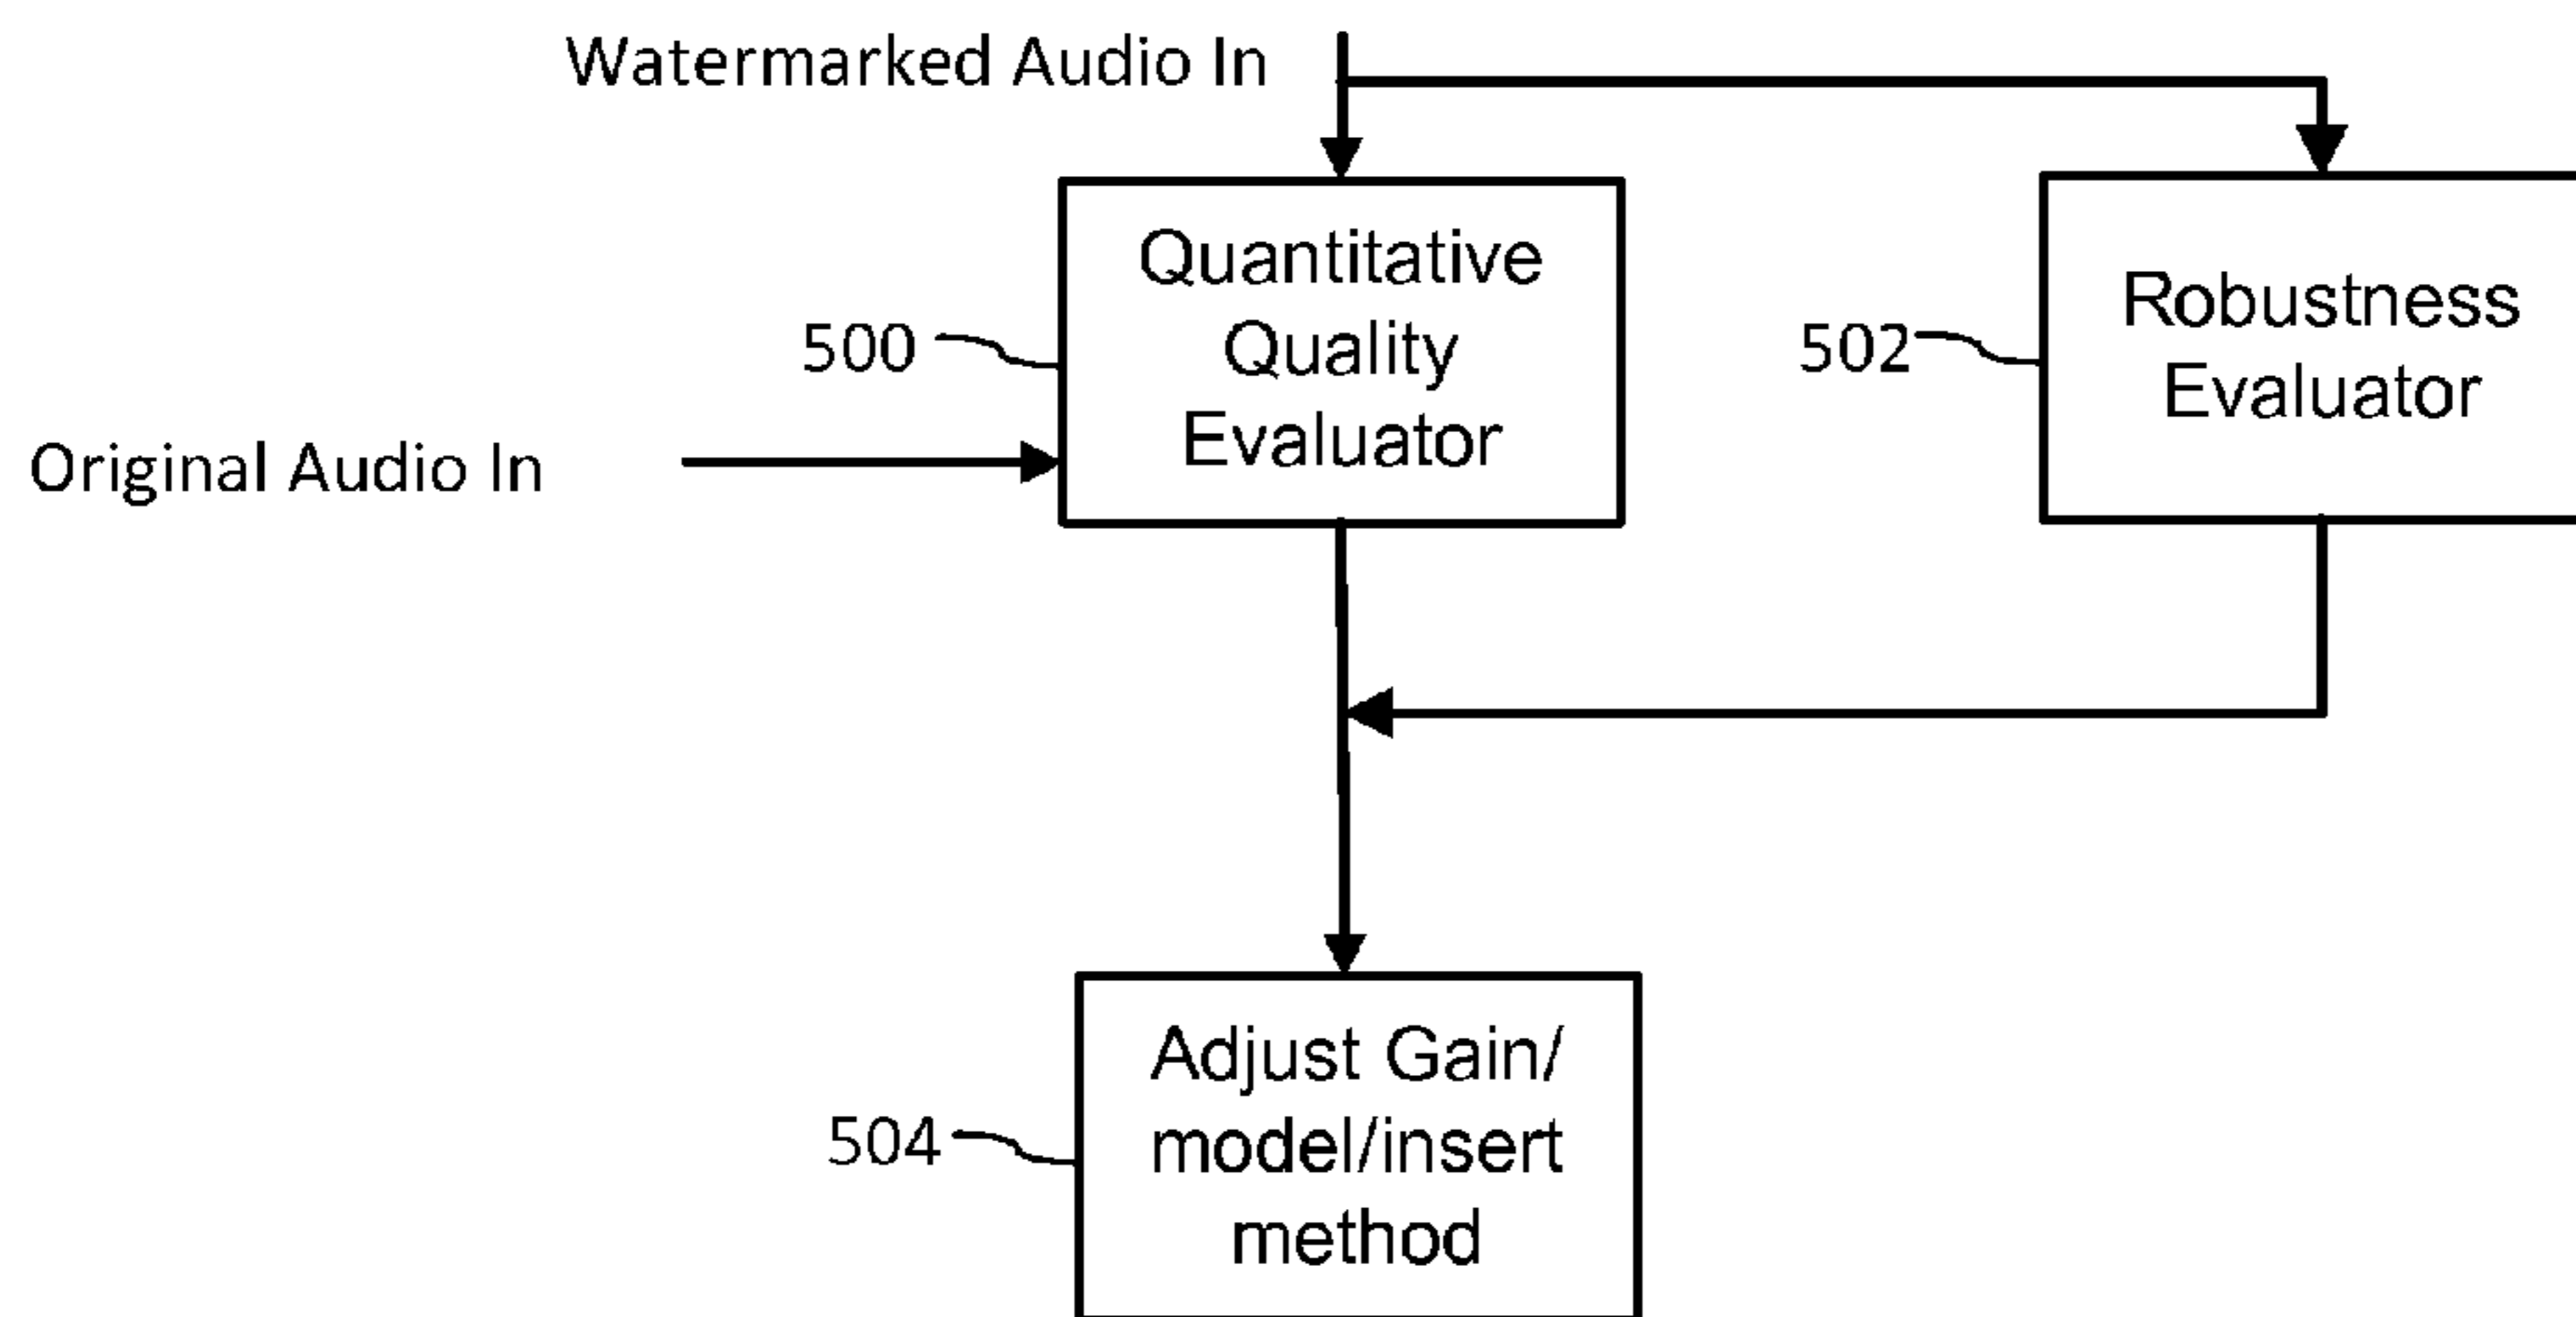 Watermarked Audio In
Quantitative
Quality
Evaluator
500
Robustness
Evaluator
502
Original Audio In
Adjust Gain/
model/insert
method
504